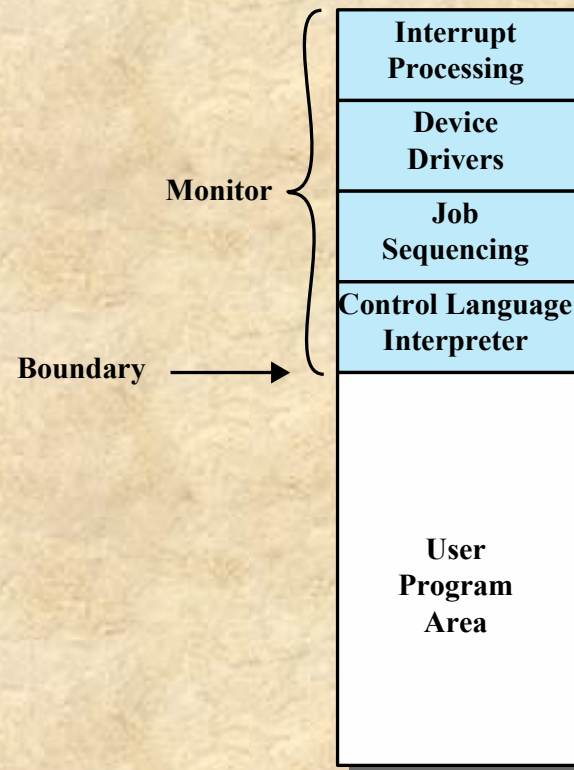 Interrupt
Processing
Device
Drivers
Monitor
Job
Sequencing
Control Language
Interpreter
Boundary
User
Program
Area